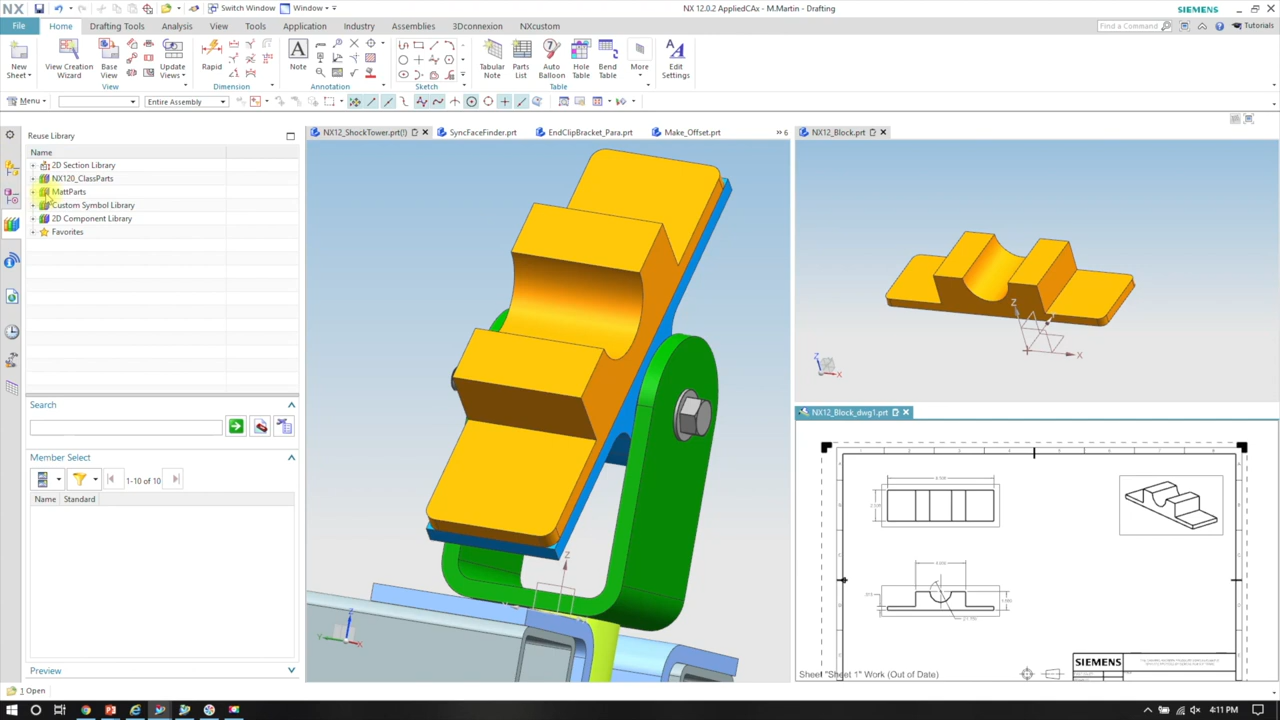 NX Switch Window Window NX 12.0.2 AppliedCAx - M.Martin - Drafting SIEMENS
File Home Drafting Tools Analysis View Tools Application Industry Assemblies 3Dconnexion NXcustom Find a Command Tutorials
New Sheet View Creation Wizard Base View Update Views Rapid Note Tabular Note Parts List Auto Balloon Hole Table Bend Table More Edit Settings
View Dimension Annotation Sketch Table
Menu Entire Assembly
Reuse Library
Name
2D Section Library
NX120_ClassParts
MattParts
Custom Symbol Library
2D Component Library
Favorites
Search
Member Select
1-10 of 10
Name Standard
Preview
NX12_ShockTower.prt(!) SyncFaceFinder.prt EndClipBracket_Para.prt Make_Offset.prt 6
Z
Y X
NX12_Block.prt
Z
X
Z
X
NX12_Block_dwg1.prt
SIEMENS
Sheet "Sheet 1" Work (Out of Date)
1 Open
4:11 PM